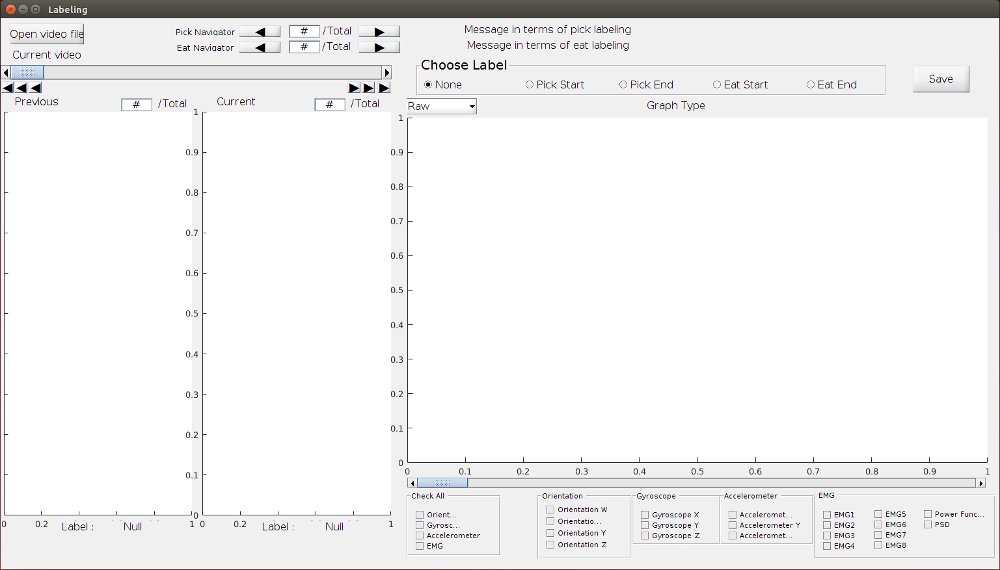 Labeling
Open video file
Pick Navigator # /Total
Eat Navigator # /Total
Message in terms of pick labeling
Message in terms of eat labeling
Current video
Choose Label
None Pick Start Pick End Eat Start Eat End
Save
Previous # /Total
Current # /Total
Raw
Graph Type
1
0.9
0.8
0.7
0.6
0.5
0.4
0.3
0.2
0.1
0
0 0.2 1
Label : Null
0 0.2 1
Label : Null
1
0.9
0.8
0.7
0.6
0.5
0.4
0.3
0.2
0.1
0
0 0.1 0.2 0.3 0.4 0.5 0.6 0.7 0.8 0.9 1
Check All
Orient...
Gyrosc...
Accelerometer
EMG
Orientation
Orientation W
Orientatio...
Orientation Y
Orientation Z
Gyroscope
Gyroscope X
Gyroscope Y
Gyroscope Z
Accelerometer
Acceleromet...
Accelerometer Y
Acceleromet...
EMG
EMG1
EMG2
EMG3
EMG4
EMG5
EMG6
EMG7
EMG8
Power Func...
PSD